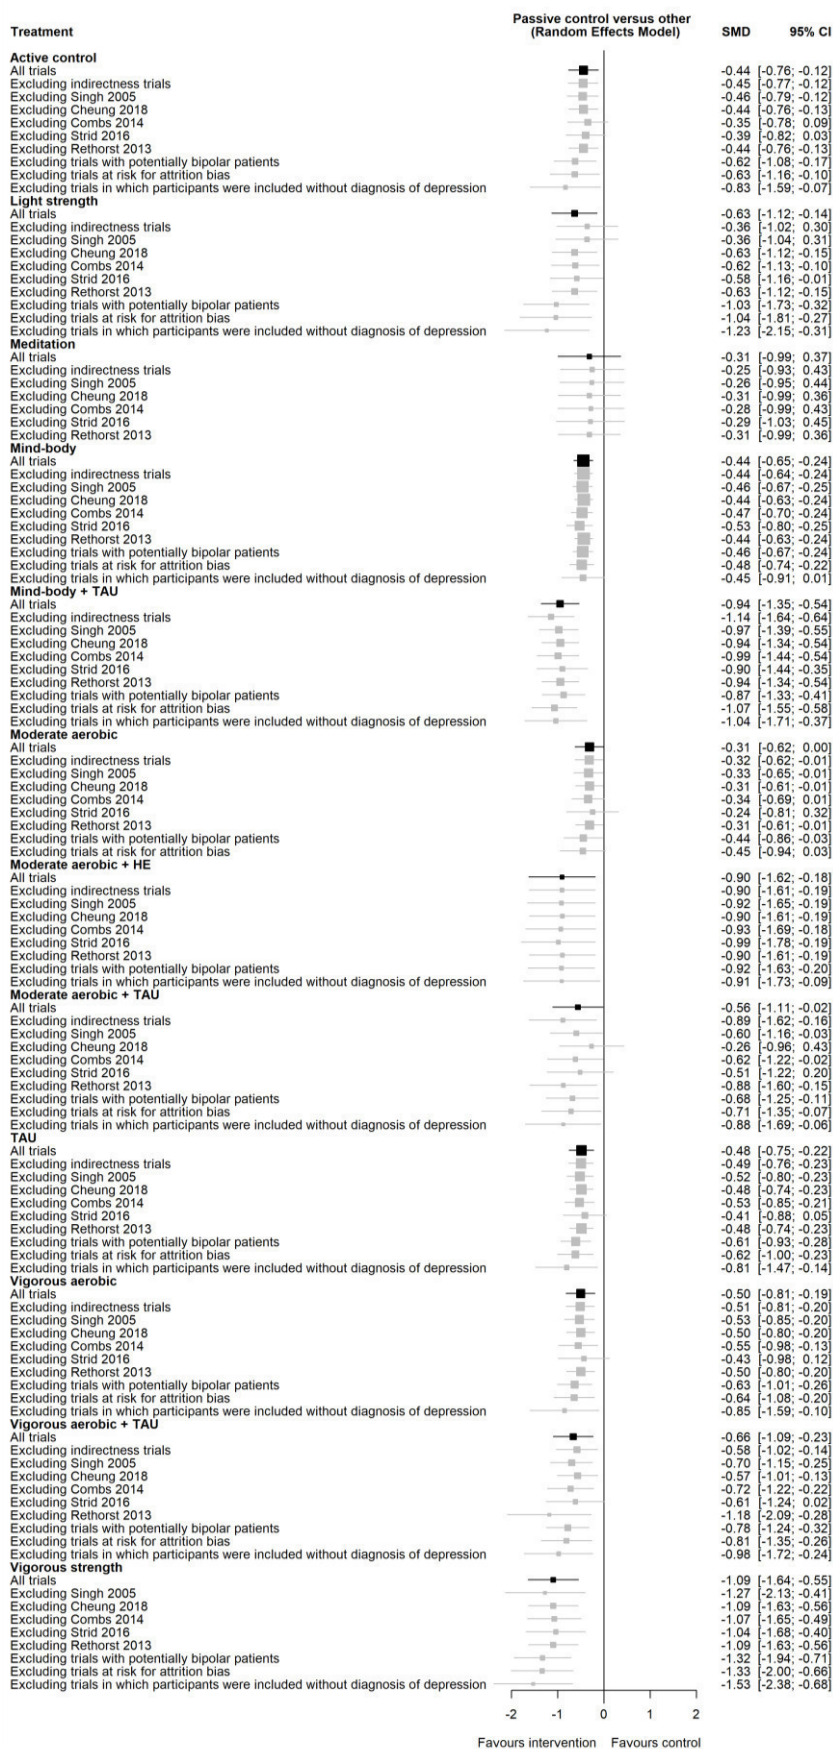 Treatment Passive control versus other (Random Effects Model) SMD 95% CI
Active control
All trials -0.44 [-0.76; -0.12]
Excluding indirectness trials -0.45 [-0.77; -0.12]
Excluding Singh 2005 -0.46 [-0.79; -0.12]
Excluding Cheung 2018 -0.44 [-0.76; -0.13]
Excluding Combs 2014 -0.35 [-0.78; 0.09]
Excluding Strid 2016 -0.39 [-0.82; 0.03]
Excluding Rethorst 2013 -0.44 [-0.76; -0.13]
Excluding trials with potentially bipolar patients -0.62 [-1.08; -0.17]
Excluding trials at risk for attrition bias -0.63 [-1.16; -0.10]
Excluding trials in which participants were included without diagnosis of depression -0.83 [-1.59; -0.07]
Light strength
All trials -0.63 [-1.12; -0.14]
Excluding indirectness trials -0.36 [-1.02; 0.30]
Excluding Singh 2005 -0.36 [-1.04; 0.31]
Excluding Cheung 2018 -0.63 [-1.12; -0.15]
Excluding Combs 2014 -0.62 [-1.13; -0.10]
Excluding Strid 2016 -0.58 [-1.16; -0.01]
Excluding Rethorst 2013 -0.63 [-1.12; -0.15]
Excluding trials with potentially bipolar patients -1.03 [-1.73; -0.32]
Excluding trials at risk for attrition bias -1.04 [-1.81; -0.27]
Excluding trials in which participants were included without diagnosis of depression -1.23 [-2.15; -0.31]
Meditation
All trials -0.31 [-0.99; 0.37]
Excluding indirectness trials -0.25 [-0.93; 0.43]
Excluding Singh 2005 -0.26 [-0.95; 0.44]
Excluding Cheung 2018 -0.31 [-0.99; 0.36]
Excluding Combs 2014 -0.28 [-0.99; 0.43]
Excluding Strid 2016 -0.29 [-1.03; 0.45]
Excluding Rethorst 2013 -0.31 [-0.99; 0.36]
Mind-body
All trials -0.44 [-0.65; -0.24]
Excluding indirectness trials -0.44 [-0.64; -0.24]
Excluding Singh 2005 -0.46 [-0.67; -0.25]
Excluding Cheung 2018 -0.44 [-0.63; -0.24]
Excluding Combs 2014 -0.47 [-0.70; -0.24]
Excluding Strid 2016 -0.53 [-0.80; -0.25]
Excluding Rethorst 2013 -0.44 [-0.63; -0.24]
Excluding trials with potentially bipolar patients -0.46 [-0.67; -0.24]
Excluding trials at risk for attrition bias -0.48 [-0.74; -0.22]
Excluding trials in which participants were included without diagnosis of depression -0.45 [-0.91; 0.01]
Mind-body + TAU
All trials -0.94 [-1.35; -0.54]
Excluding indirectness trials -1.14 [-1.64; -0.64]
Excluding Singh 2005 -0.97 [-1.39; -0.55]
Excluding Cheung 2018 -0.94 [-1.34; -0.54]
Excluding Combs 2014 -0.99 [-1.44; -0.54]
Excluding Strid 2016 -0.90 [-1.44; -0.35]
Excluding Rethorst 2013 -0.94 [-1.34; -0.54]
Excluding trials with potentially bipolar patients -0.87 [-1.33; -0.41]
Excluding trials at risk for attrition bias -1.07 [-1.55; -0.58]
Excluding trials in which participants were included without diagnosis of depression -1.04 [-1.71; -0.37]
Moderate aerobic
All trials -0.31 [-0.62; 0.00]
Excluding indirectness trials -0.32 [-0.62; -0.01]
Excluding Singh 2005 -0.33 [-0.65; -0.01]
Excluding Cheung 2018 -0.31 [-0.61; -0.01]
Excluding Combs 2014 -0.34 [-0.69; 0.01]
Excluding Strid 2016 -0.24 [-0.81; 0.32]
Excluding Rethorst 2013 -0.31 [-0.61; -0.01]
Excluding trials with potentially bipolar patients -0.44 [-0.86; -0.03]
Excluding trials at risk for attrition bias -0.45 [-0.94; 0.03]
Moderate aerobic + HE
All trials -0.90 [-1.62; -0.18]
Excluding indirectness trials -0.90 [-1.61; -0.19]
Excluding Singh 2005 -0.92 [-1.65; -0.19]
Excluding Cheung 2018 -0.90 [-1.61; -0.19]
Excluding Combs 2014 -0.93 [-1.69; -0.18]
Excluding Strid 2016 -0.99 [-1.78; -0.19]
Excluding Rethorst 2013 -0.90 [-1.61; -0.19]
Excluding trials with potentially bipolar patients -0.92 [-1.63; -0.20]
Excluding trials in which participants were included without diagnosis of depression -0.91 [-1.73; -0.09]
Moderate aerobic + TAU
All trials -0.56 [-1.11; -0.02]
Excluding indirectness trials -0.89 [-1.62; -0.16]
Excluding Singh 2005 -0.60 [-1.16; -0.03]
Excluding Cheung 2018 -0.26 [-0.96; 0.43]
Excluding Combs 2014 -0.62 [-1.22; -0.02]
Excluding Strid 2016 -0.51 [-1.22; 0.20]
Excluding Rethorst 2013 -0.88 [-1.60; -0.15]
Excluding trials with potentially bipolar patients -0.68 [-1.25; -0.11]
Excluding trials at risk for attrition bias -0.71 [-1.35; -0.07]
Excluding trials in which participants were included without diagnosis of depression -0.88 [-1.69; -0.06]
TAU
All trials -0.48 [-0.75; -0.22]
Excluding indirectness trials -0.49 [-0.76; -0.23]
Excluding Singh 2005 -0.52 [-0.80; -0.23]
Excluding Cheung 2018 -0.48 [-0.74; -0.23]
Excluding Combs 2014 -0.53 [-0.85; -0.21]
Excluding Strid 2016 -0.41 [-0.88; 0.05]
Excluding Rethorst 2013 -0.48 [-0.74; -0.23]
Excluding trials with potentially bipolar patients -0.61 [-0.93; -0.28]
Excluding trials at risk for attrition bias -0.62 [-1.00; -0.23]
Excluding trials in which participants were included without diagnosis of depression -0.81 [-1.47; -0.14]
Vigorous aerobic
All trials -0.50 [-0.81; -0.19]
Excluding indirectness trials -0.51 [-0.81; -0.20]
Excluding Singh 2005 -0.53 [-0.85; -0.20]
Excluding Cheung 2018 -0.50 [-0.80; -0.20]
Excluding Combs 2014 -0.55 [-0.98; -0.13]
Excluding Strid 2016 -0.43 [-0.98; 0.12]
Excluding Rethorst 2013 -0.50 [-0.80; -0.20]
Excluding trials with potentially bipolar patients -0.63 [-1.01; -0.26]
Excluding trials at risk for attrition bias -0.64 [-1.08; -0.20]
Excluding trials in which participants were included without diagnosis of depression -0.85 [-1.59; -0.10]
Vigorous aerobic + TAU
All trials -0.66 [-1.09; -0.23]
Excluding indirectness trials -0.58 [-1.02; -0.14]
Excluding Singh 2005 -0.70 [-1.15; -0.25]
Excluding Cheung 2018 -0.57 [-1.01; -0.13]
Excluding Combs 2014 -0.72 [-1.22; -0.22]
Excluding Strid 2016 -0.61 [-1.24; 0.02]
Excluding Rethorst 2013 -1.18 [-2.09; -0.28]
Excluding trials with potentially bipolar patients -0.78 [-1.24; -0.32]
Excluding trials at risk for attrition bias -0.81 [-1.35; -0.26]
Excluding trials in which participants were included without diagnosis of depression -0.98 [-1.72; -0.24]
Vigorous strength
All trials -1.09 [-1.64; -0.55]
Excluding Singh 2005 -1.27 [-2.13; -0.41]
Excluding Cheung 2018 -1.09 [-1.63; -0.56]
Excluding Combs 2014 -1.07 [-1.65; -0.49]
Excluding Strid 2016 -1.04 [-1.68; -0.40]
Excluding Rethorst 2013 -1.09 [-1.63; -0.56]
Excluding trials with potentially bipolar patients -1.32 [-1.94; -0.71]
Excluding trials at risk for attrition bias -1.33 [-2.00; -0.66]
Excluding trials in which participants were included without diagnosis of depression -1.53 [-2.38; -0.68]
-2 -1 0 1 2
Favours intervention Favours control